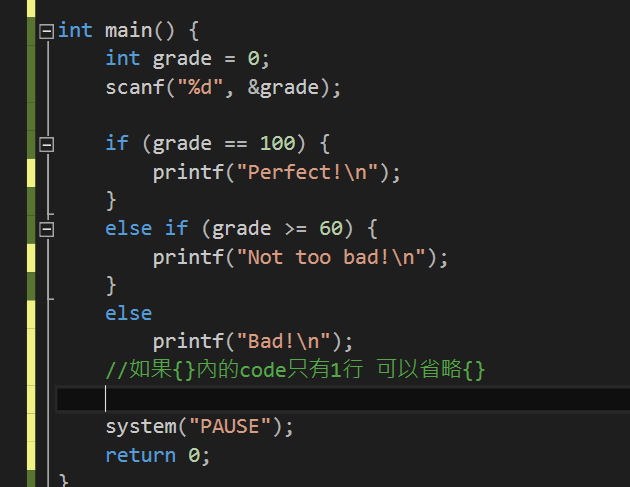 int main() {
int grade = 0;
scanf("%d", &grade);
if (grade == 100) {
printf("Perfect!\n");
}
else if (grade >= 60) {
printf("Not too bad!\n");
}
else
printf("Bad!\n");
//如果{}內的code只有1行 可以省略{}
system("PAUSE");
return 0;
}